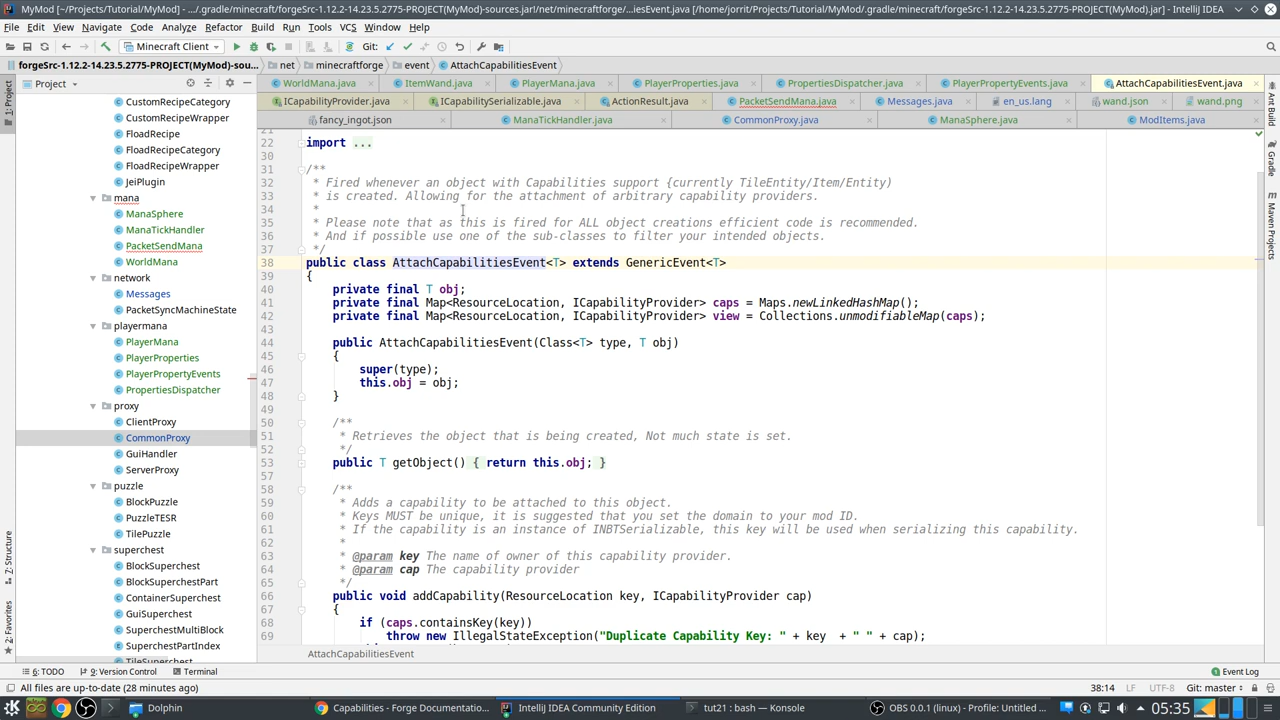 MyMod [~/Projects/Tutorial/MyMod] - .../.gradle/minecraft/forgeSrc-1.12.2-14.23.5.2775-PROJECT(MyMod)-sources.jar!/net/minecraftforge/...iesEvent.java [/home/jorrit/Projects/Tutorial/MyMod/.gradle/minecraft/forgeSrc-1.12.2-14.23.5.2775-PROJECT(MyMod).jar] - IntelliJ IDEA
File Edit View Navigate Code Analyze Refactor Build Run Tools VCS Window Help
Minecraft Client Git:
forgeSrc-1.12.2-14.23.5.2775-PROJECT(MyMod)-sou... net minecraftforge event AttachCapabilitiesEvent
Project
WorldMana.java ItemWand.java PlayerMana.java PlayerProperties.java PropertiesDispatcher.java PlayerPropertyEvents.java AttachCapabilitiesEvent.java
ICapabilityProvider.java ICapabilitySerializable.java ActionResult.java PacketSendMana.java Messages.java en_us.lang wand.json wand.png
fancy_ingot.json ManaTickHandler.java CommonProxy.java ManaSphere.java ModItems.java
1: Project
Z: Structure
2: Favorites
CustomRecipeCategory
CustomRecipeWrapper
FloadRecipe
FloadRecipeCategory
FloadRecipeWrapper
JeiPlugin
mana
ManaSphere
ManaTickHandler
PacketSendMana
WorldMana
network
Messages
PacketSyncMachineState
playermana
PlayerMana
PlayerProperties
PlayerPropertyEvents
PropertiesDispatcher
proxy
ClientProxy
CommonProxy
GuiHandler
ServerProxy
puzzle
BlockPuzzle
PuzzleTESR
TilePuzzle
superchest
BlockSuperchest
BlockSuperchestPart
ContainerSuperchest
GuiSuperchest
SuperchestMultiBlock
SuperchestPartIndex
TileSuperchest
21
22 import ...
30
31 /**
32 * Fired whenever an object with Capabilities support {currently TileEntity/Item/Entity)
33 * is created. Allowing for the attachment of arbitrary capability providers.
34 *
35 * Please note that as this is fired for ALL object creations efficient code is recommended.
36 * And if possible use one of the sub-classes to filter your intended objects.
37 */
38 public class AttachCapabilitiesEvent<T> extends GenericEvent<T>
39 {
40 private final T obj;
41 private final Map<ResourceLocation, ICapabilityProvider> caps = Maps.newLinkedHashMap();
42 private final Map<ResourceLocation, ICapabilityProvider> view = Collections.unmodifiableMap(caps);
43
44 public AttachCapabilitiesEvent(Class<T> type, T obj)
45 {
46 super(type);
47 this.obj = obj;
48 }
49
50 /**
51 * Retrieves the object that is being created, Not much state is set.
52 */
53 public T getObject() { return this.obj; }
57
58 /**
59 * Adds a capability to be attached to this object.
60 * Keys MUST be unique, it is suggested that you set the domain to your mod ID.
61 * If the capability is an instance of INBTSerializable, this key will be used when serializing this capability.
62 *
63 * @param key The name of owner of this capability provider.
64 * @param cap The capability provider
65 */
66 public void addCapability(ResourceLocation key, ICapabilityProvider cap)
67 {
68 if (caps.containsKey(key))
69 throw new IllegalStateException("Duplicate Capability Key: " + key + " " + cap);
AttachCapabilitiesEvent
Ant Build
Gradle
Maven
6: TODO 9: Version Control Terminal Event Log
All files are up-to-date (28 minutes ago) 38:14 LF UTF-8 Git: master
Dolphin Capabilities - Forge Documentatio... IntelliJ IDEA Community Edition tut21 : bash — Konsole OBS 0.0.1 (linux) - Profile: Untitled ... 05:35